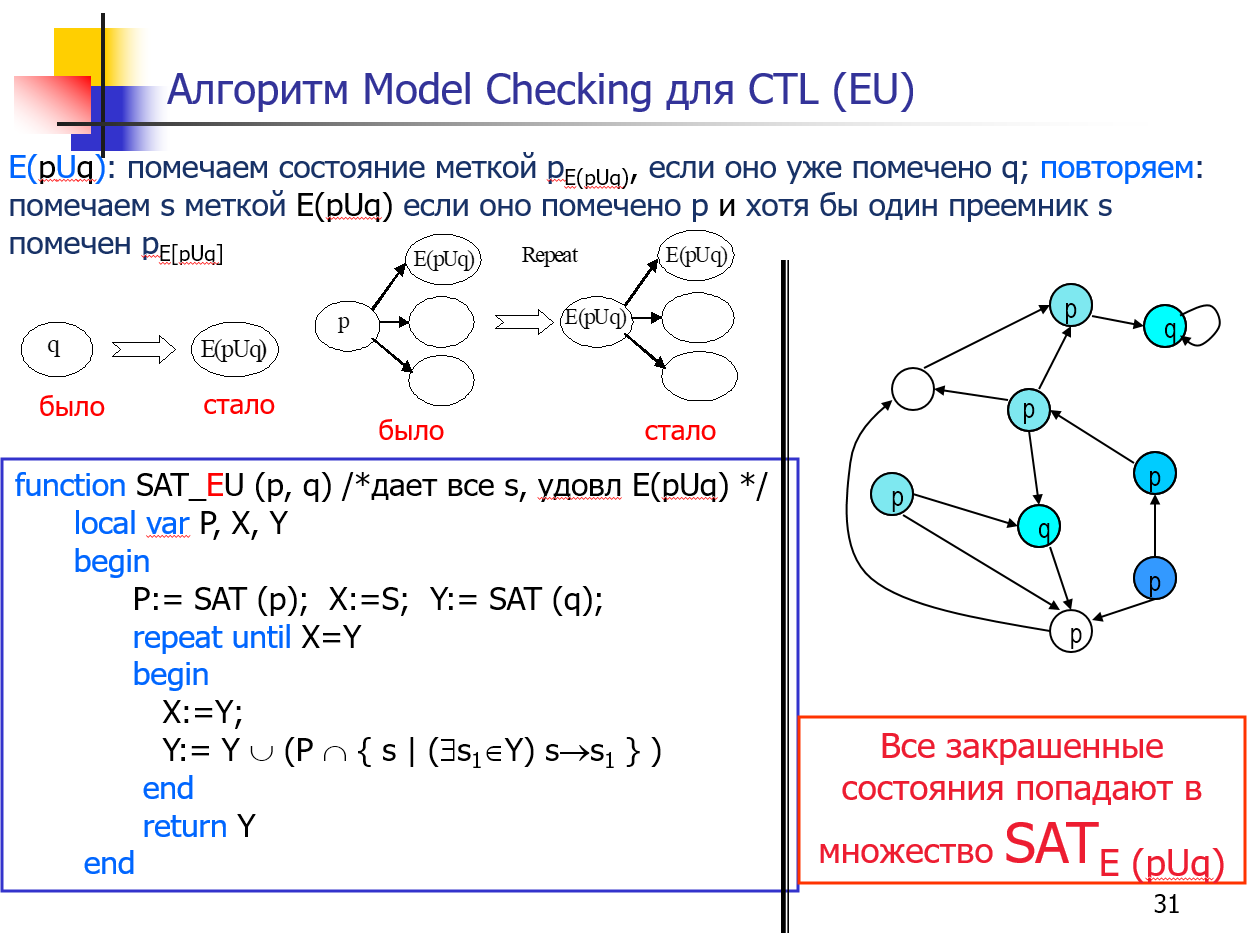 Алгоритм Model Checking для CTL (EU)
E(pUq): помечаем состояние меткой pE(pUq), если оно уже помечено q; повторяем:
помечаем s меткой E(pUq) если оно помечено p и хотя бы один преемник s
помечен pE[pUq]
q
E(pUq)
было
стало
p
E(pUq)
Repeat
E(pUq)
E(pUq)
было
стало
function SAT_EU (p, q) /*дает все s, удовл E(pUq) */
local var P, X, Y
begin
P:= SAT (p); X:=S; Y:= SAT (q);
repeat until X=Y
begin
X:=Y;
Y:= Y ∪ (P ∩ { s | (∃s1∈Y) s→s1 } )
end
return Y
end
p
q
p
p
p
q
p
p
Все закрашенные
состояния попадают в
множество SATE (pUq)
31